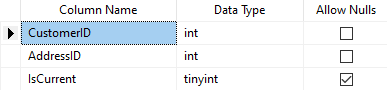 Column Name Data Type Allow Nulls
CustomerID int
AddressID int
IsCurrent tinyint